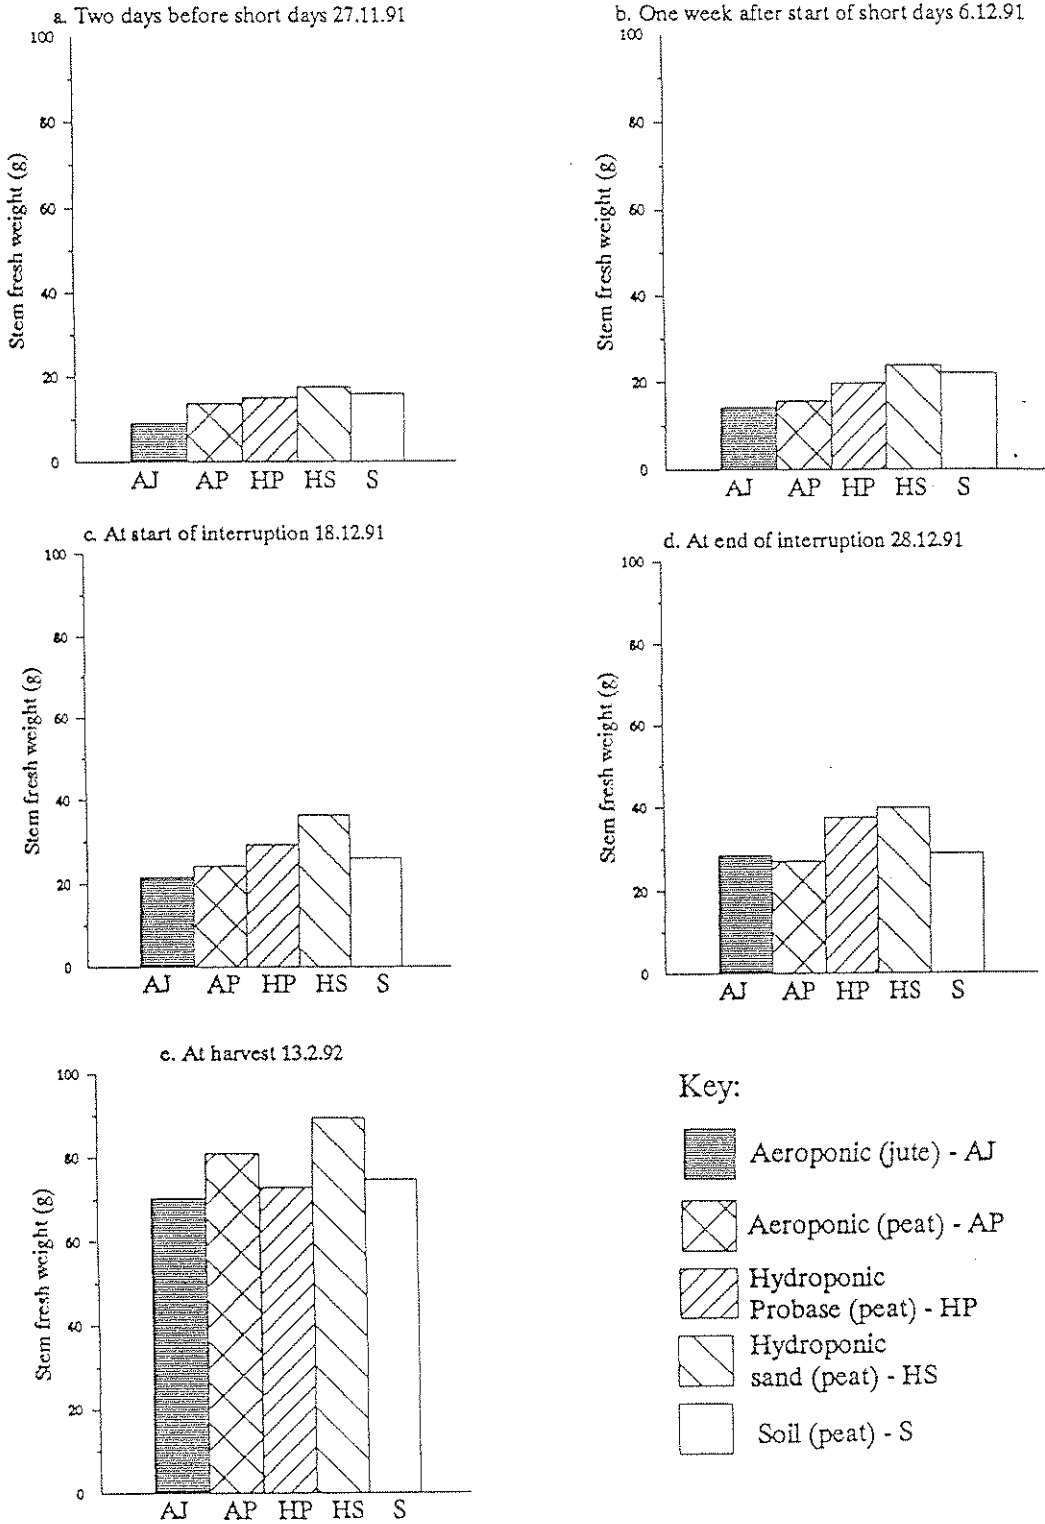 a. Two days before short days 27.11.91
100
80
60
40
20
0
Stem fresh weight (g)
AJ AP HP HS S
b. One week after start of short days 6.12.91
100
80
60
40
20
0
Stem fresh weight (g)
AJ AP HP HS S
c. At start of interruption 18.12.91
100
80
60
40
20
0
Stem fresh weight (g)
AJ AP HP HS S
d. At end of interruption 28.12.91
100
80
60
40
20
0
Stem fresh weight (g)
AJ AP HP HS S
e. At harvest 13.2.92
100
80
60
40
20
0
Stem fresh weight (g)
AJ AP HP HS S
Key:
Aeroponic (jute) - AJ
Aeroponic (peat) - AP
Hydroponic
Probase (peat) - HP
Hydroponic
sand (peat) - HS
Soil (peat) - S